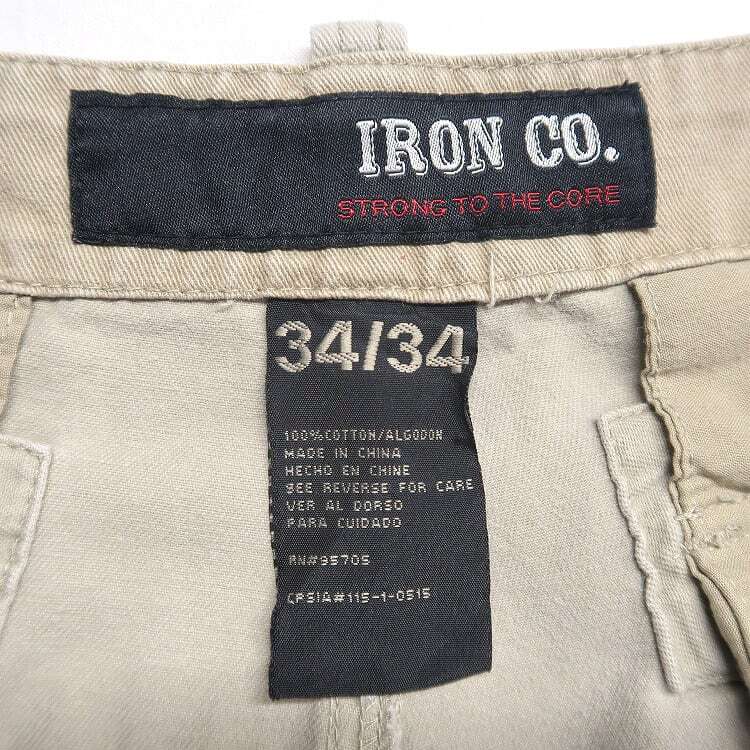 IRON CO.
STRONG TO THE CORE
34/34
100%COTTON/ALGODON
MADE IN CHINA
HECHO EN CHINE
SEE REVERSE FOR CARE
VER AL DORSO
PARA CUIDADO
RN#95705
CPSIA#115-1-0515